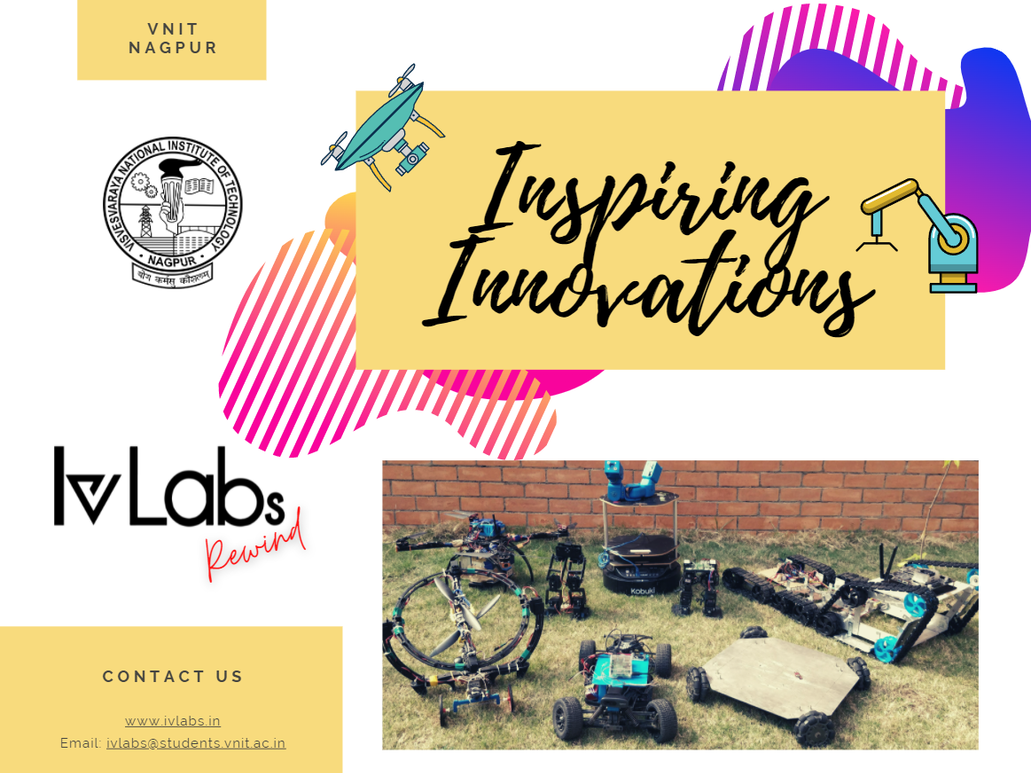 VNIT
NAGPUR
VISVESVARAYA NATIONAL INSTITUTE OF TECHNOLOGY
• NAGPUR •
योगः कर्मसु कौशलम्
Inspiring
Innovations
IvLabs
Rewind
Kobuki
CONTACT US
www.ivlabs.in
Email: ivlabs@students.vnit.ac.in